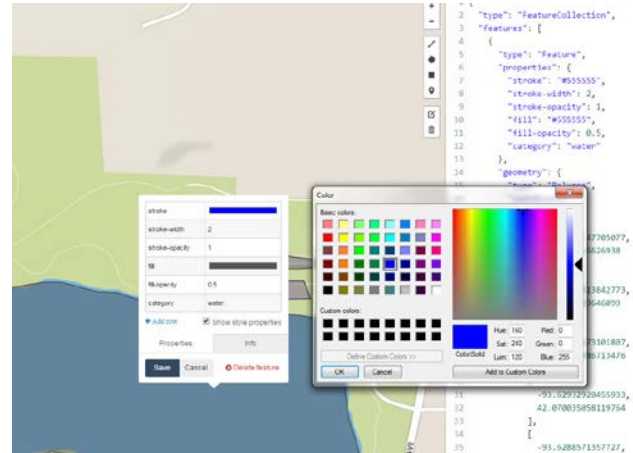 "type": "FeatureCollection",
"features": [
{
"type": "Feature",
"properties": {
"stroke": "#555555",
"stroke-width": 2,
"stroke-opacity": 1,
"fill": "#555555",
"fill-opacity": 0.5,
"category": "water"
},
"geometry": {
"type": "Polygon",
stroke
stroke-width 2
stroke-opacity 1
fill
fill-opacity 0.5
category water
Add row Show style properties
Properties Info
Save Cancel Delete feature
Color
Basic colors:
Custom colors:
Define Custom Colors >>
OK Cancel
Color|Solid
Hue: 160 Red: 0
Sat: 240 Green: 0
Lum: 120 Blue: 255
Add to Custom Colors
-93.62932920455933,
42.070035058119764
],
[
-93.6288571357727,